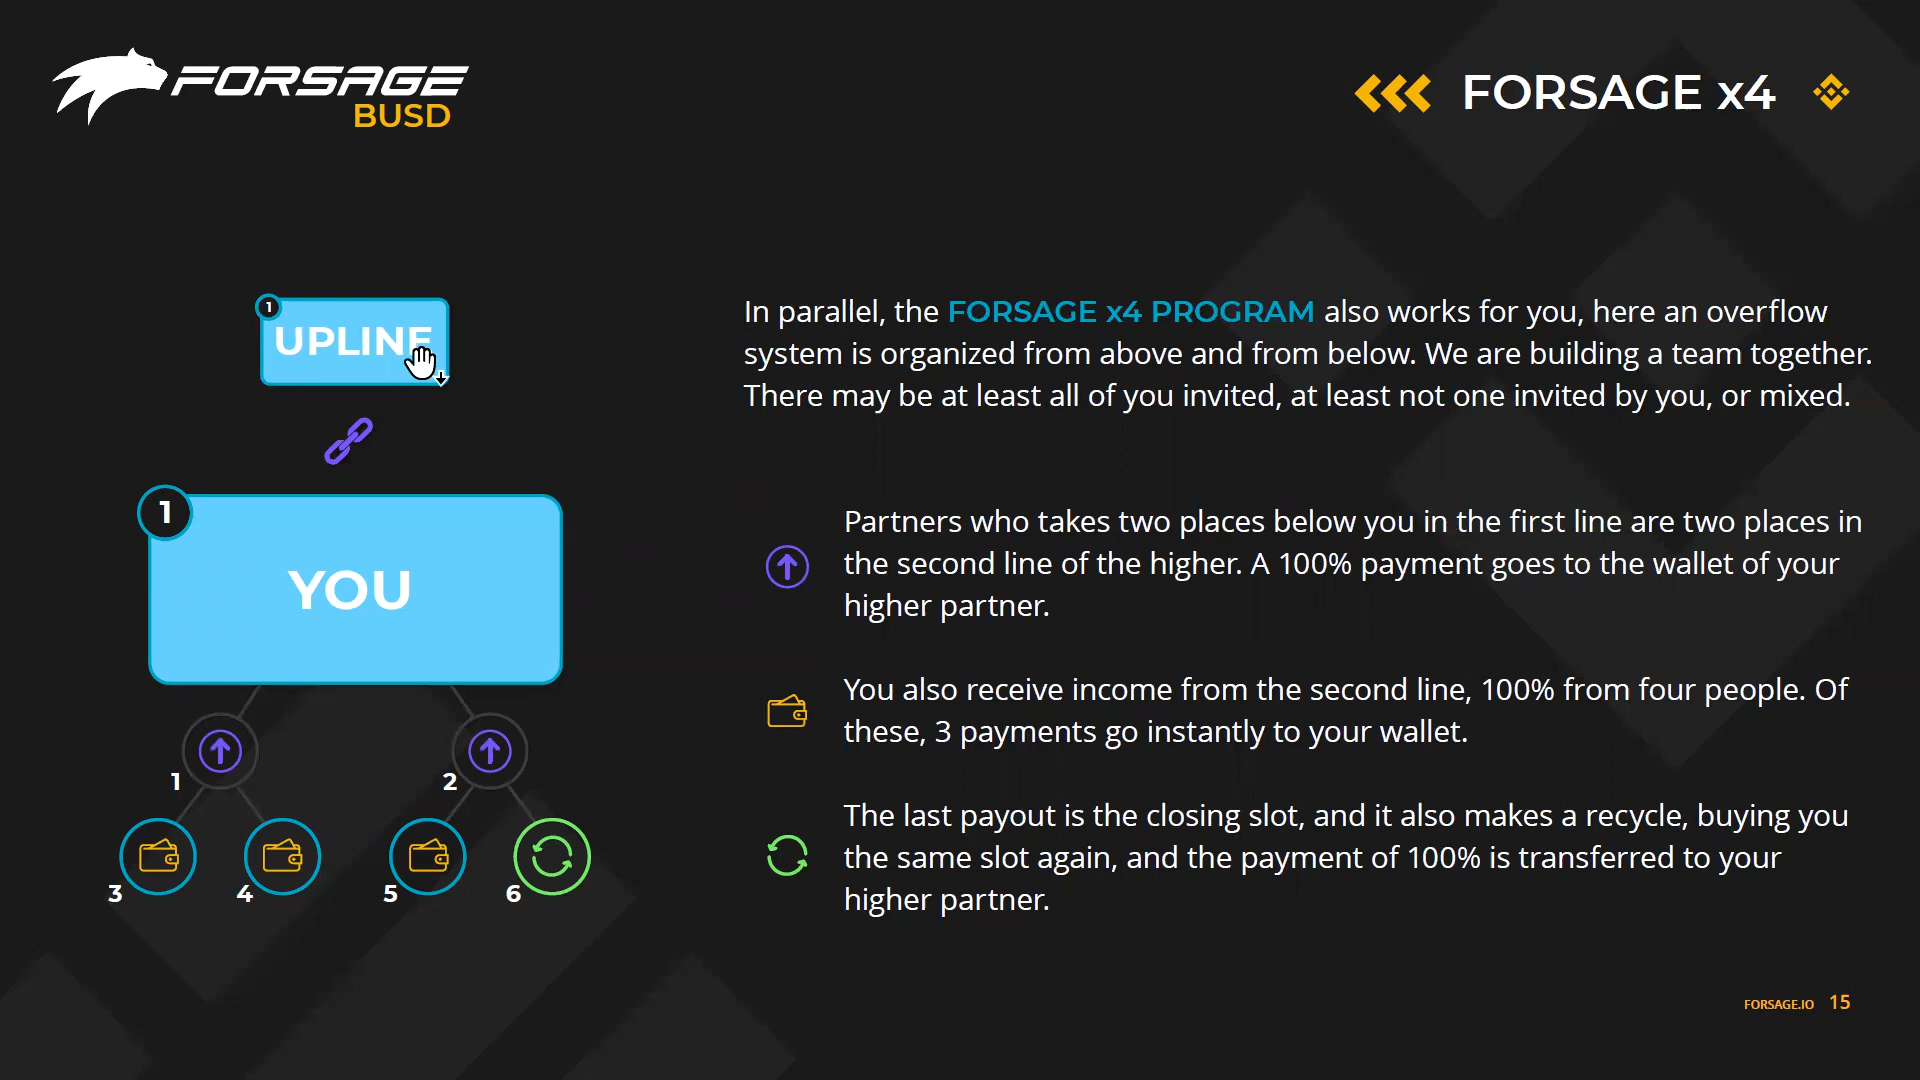 FORSAGE
BUSD
FORSAGE x4
1
UPLINE
1
YOU
1
2
3
4
5
6
In parallel, the FORSAGE x4 PROGRAM also works for you, here an overflow
system is organized from above and from below. We are building a team together.
There may be at least all of you invited, at least not one invited by you, or mixed.
Partners who takes two places below you in the first line are two places in
the second line of the higher. A 100% payment goes to the wallet of your
higher partner.
You also receive income from the second line, 100% from four people. Of
these, 3 payments go instantly to your wallet.
The last payout is the closing slot, and it also makes a recycle, buying you
the same slot again, and the payment of 100% is transferred to your
higher partner.
FORSAGE.IO 15